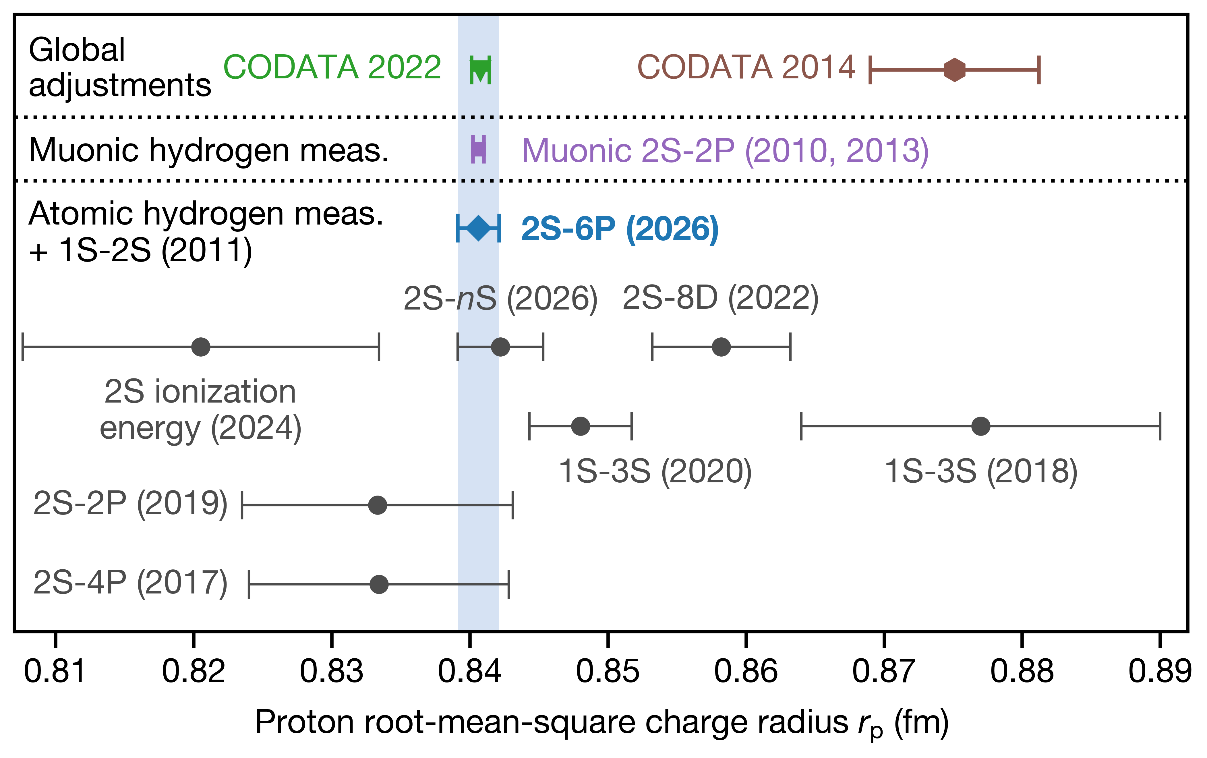 Global
adjustments
CODATA 2022
CODATA 2014
Muonic hydrogen meas.
Muonic 2S-2P (2010, 2013)
Atomic hydrogen meas.
+ 1S-2S (2011)
2S-6P (2026)
2S-nS (2026)
2S-8D (2022)
2S ionization
energy (2024)
1S-3S (2020)
1S-3S (2018)
2S-2P (2019)
2S-4P (2017)
0.81 0.82 0.83 0.84 0.85 0.86 0.87 0.88 0.89
Proton root-mean-square charge radius rp (fm)